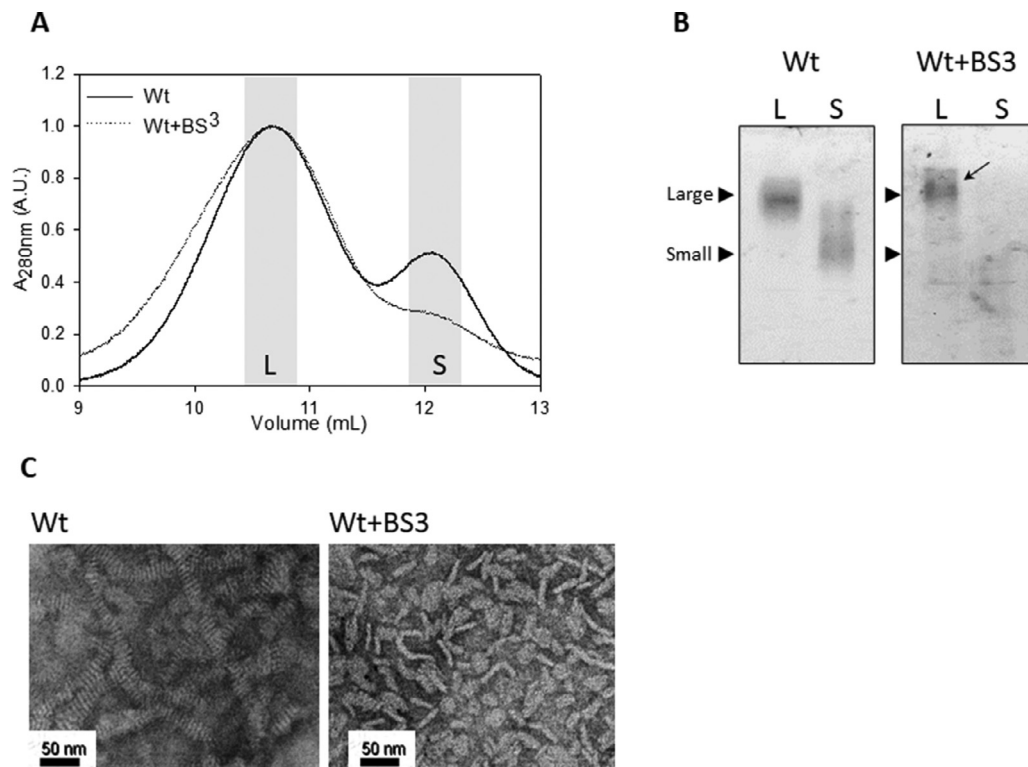 A
1.2
1.0
0.8
0.6
0.4
0.2
0.0
A280nm (A.U.)
Wt
Wt+BS3
L S
9 10 11 12 13
Volume (mL)
B
Wt Wt+BS3
L S L S
Large
Small
C
Wt Wt+BS3
50 nm 50 nm